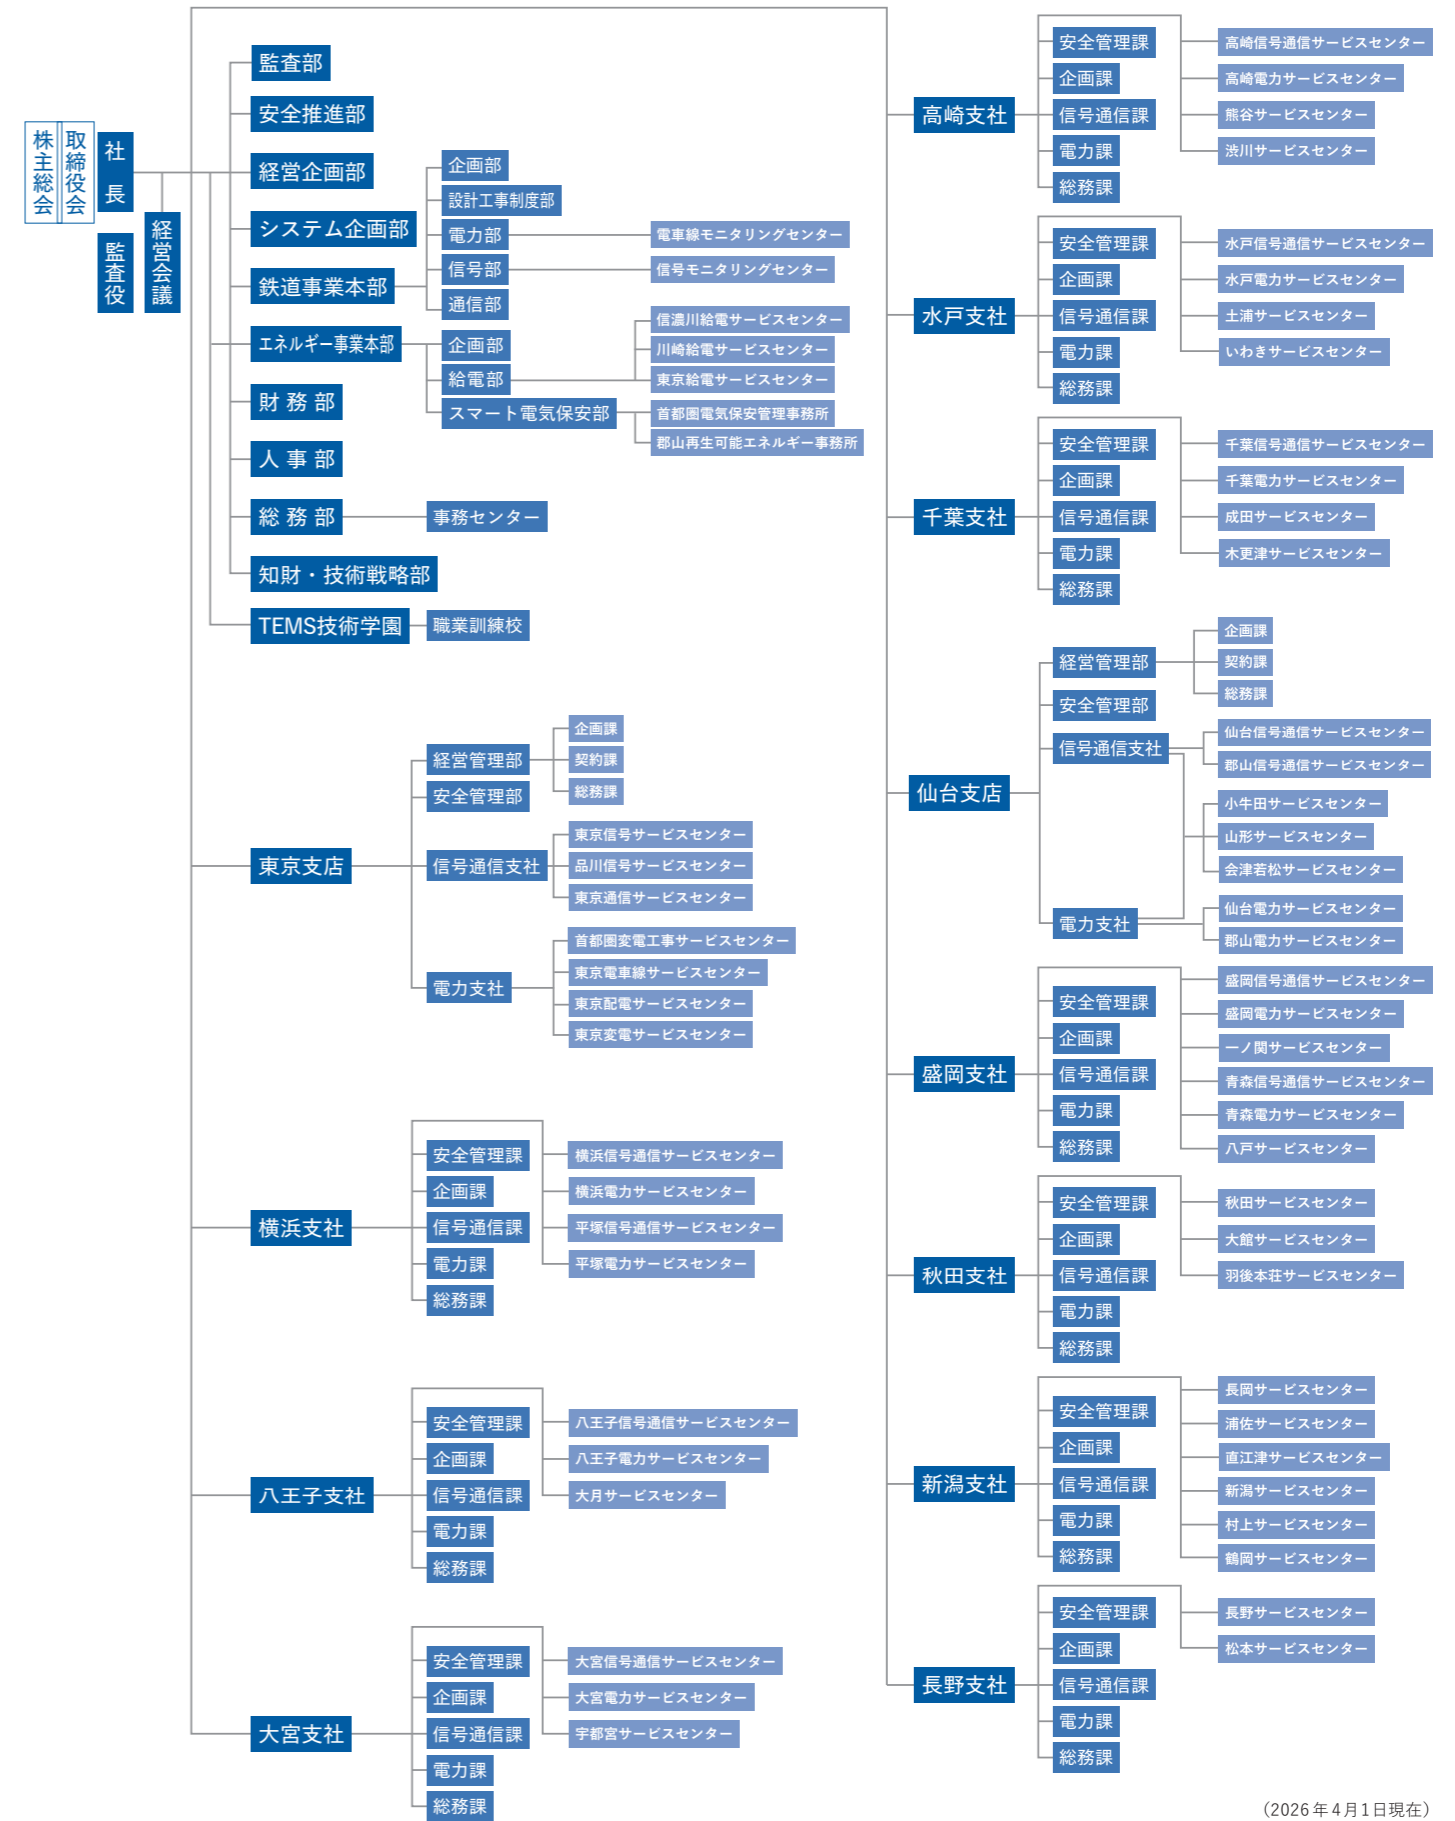 株主総会
取締役会
社長
監査役
経営会議
監査部
安全推進部
経営企画部
システム企画部
鉄道事業本部
企画部
設計工事制度部
電力部
電車線モニタリングセンター
信号部
信号モニタリングセンター
通信部
エネルギー事業本部
企画部
給電部
信濃川給電サービスセンター
川崎給電サービスセンター
東京給電サービスセンター
スマート電気保安部
首都圏電気保安管理事務所
郡山再生可能エネルギー事務所
財務部
人事部
総務部
事務センター
知財・技術戦略部
TEMS技術学園
職業訓練校
東京支店
経営管理部
企画課
契約課
総務課
安全管理部
信号通信支社
東京信号サービスセンター
品川信号サービスセンター
東京通信サービスセンター
電力支社
首都圏変電工事サービスセンター
東京電車線サービスセンター
東京配電サービスセンター
東京変電サービスセンター
横浜支社
安全管理課
企画課
信号通信課
電力課
総務課
横浜信号通信サービスセンター
横浜電力サービスセンター
平塚信号通信サービスセンター
平塚電力サービスセンター
八王子支社
安全管理課
企画課
信号通信課
電力課
総務課
八王子信号通信サービスセンター
八王子電力サービスセンター
大月サービスセンター
大宮支社
安全管理課
企画課
信号通信課
電力課
総務課
大宮信号通信サービスセンター
大宮電力サービスセンター
宇都宮サービスセンター
高崎支社
安全管理課
企画課
信号通信課
電力課
総務課
高崎信号通信サービスセンター
高崎電力サービスセンター
熊谷サービスセンター
渋川サービスセンター
水戸支社
安全管理課
企画課
信号通信課
電力課
総務課
水戸信号通信サービスセンター
水戸電力サービスセンター
土浦サービスセンター
いわきサービスセンター
千葉支社
安全管理課
企画課
信号通信課
電力課
総務課
千葉信号通信サービスセンター
千葉電力サービスセンター
成田サービスセンター
木更津サービスセンター
仙台支店
経営管理部
企画課
契約課
総務課
安全管理部
信号通信支社
仙台信号通信サービスセンター
郡山信号通信サービスセンター
小牛田サービスセンター
山形サービスセンター
会津若松サービスセンター
電力支社
仙台電力サービスセンター
郡山電力サービスセンター
盛岡支社
安全管理課
企画課
信号通信課
電力課
総務課
盛岡信号通信サービスセンター
盛岡電力サービスセンター
一ノ関サービスセンター
青森信号通信サービスセンター
青森電力サービスセンター
八戸サービスセンター
秋田支社
安全管理課
企画課
信号通信課
電力課
総務課
秋田サービスセンター
大館サービスセンター
羽後本荘サービスセンター
新潟支社
安全管理課
企画課
信号通信課
電力課
総務課
長岡サービスセンター
浦佐サービスセンター
直江津サービスセンター
新潟サービスセンター
村上サービスセンター
鶴岡サービスセンター
長野支社
安全管理課
企画課
信号通信課
電力課
総務課
長野サービスセンター
松本サービスセンター
（2026年4月1日現在）